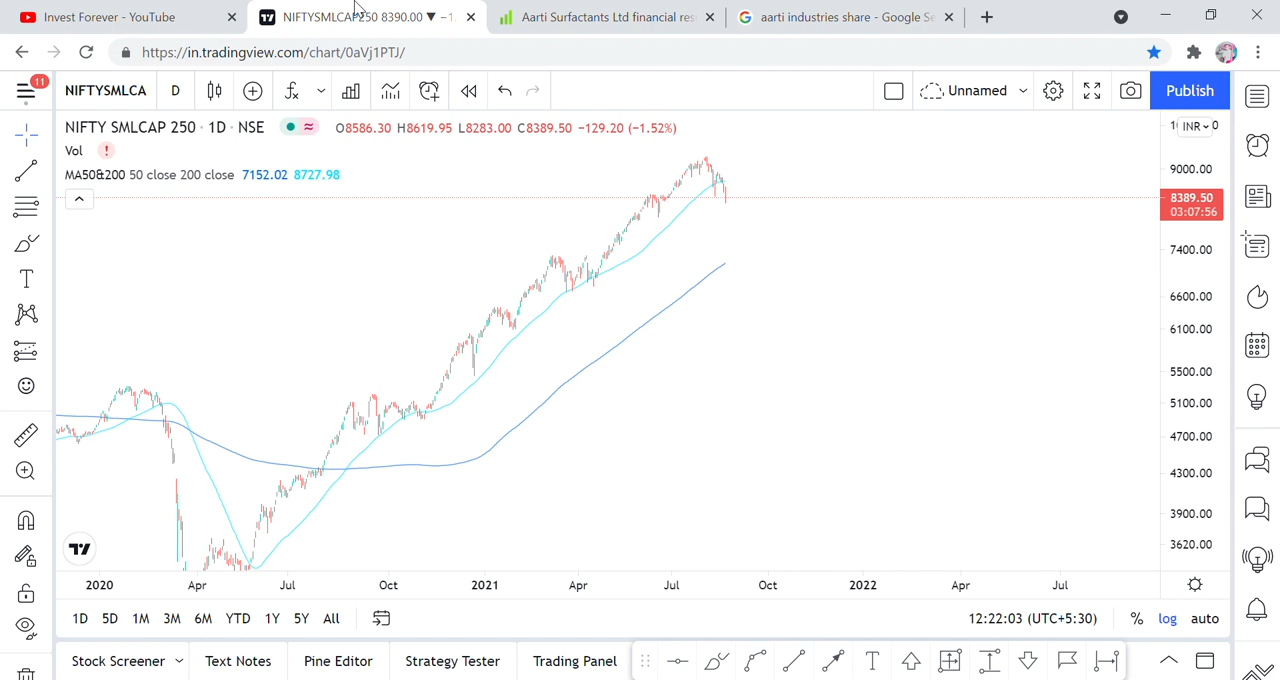 Invest Forever - YouTube
NIFTYSMLCAP250 8390.00 ▼ −1.
Aarti Surfactants Ltd financial res
aarti industries share - Google Se
https://in.tradingview.com/chart/0aVj1PTJ/
11
NIFTYSMLCA
D
Unnamed
Publish
NIFTY SMLCAP 250 · 1D · NSE
O8586.30 H8619.95 L8283.00 C8389.50 −129.20 (−1.52%)
INR
Vol
MA50&200 50 close 200 close 7152.02 8727.98
9000.00
8389.50
03:07:56
7400.00
6600.00
6100.00
5500.00
5100.00
4700.00
4300.00
3900.00
3620.00
2020 Apr Jul Oct 2021 Apr Jul Oct 2022 Apr Jul
1D 5D 1M 3M 6M YTD 1Y 5Y All
12:22:03 (UTC+5:30) % log auto
Stock Screener Text Notes Pine Editor Strategy Tester Trading Panel